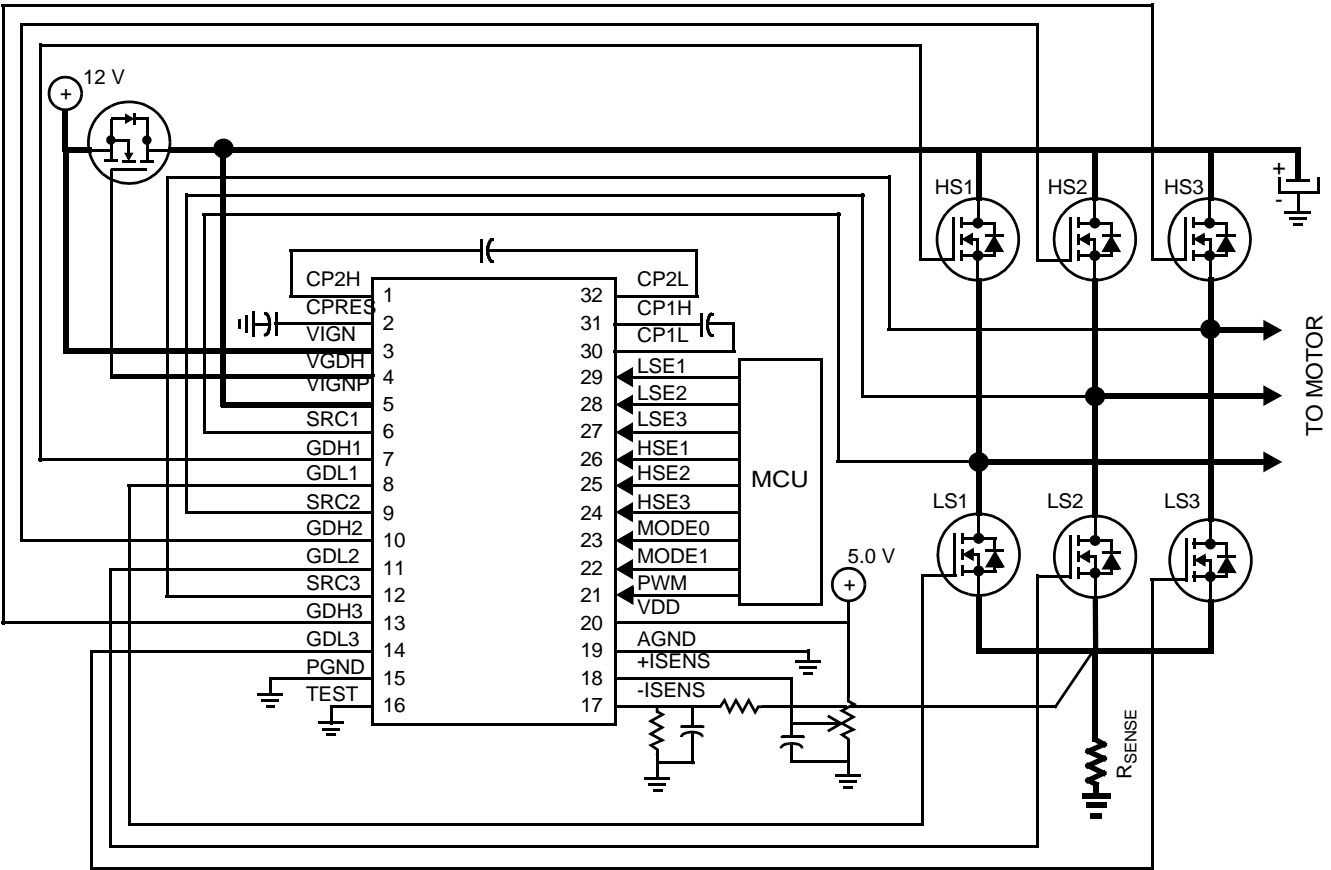 12 V
+
HS1
HS2
HS3
+
-
CP2H
1
32
CP2L
CPRES
2
31
CP1H
VIGN
3
30
CP1L
VGDH
4
29
LSE1
VIGNP
5
28
LSE2
SRC1
6
27
LSE3
GDH1
7
26
HSE1
GDL1
8
25
HSE2
SRC2
9
24
HSE3
GDH2
10
23
MODE0
GDL2
11
22
MODE1
SRC3
12
21
PWM
GDH3
13
20
VDD
GDL3
14
19
AGND
PGND
15
18
+ISENS
TEST
16
17
-ISENS
MCU
5.0 V
+
LS1
LS2
LS3
TO MOTOR
RSENSE